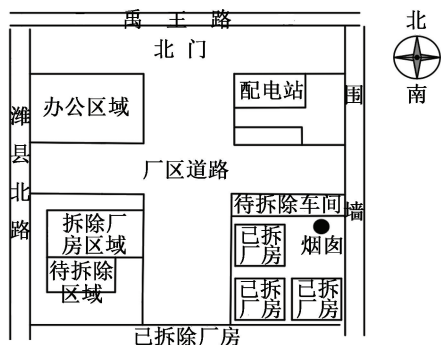 禹王路
北
北门
南
配电站
围
办公区域
潍县北路
厂区道路
墙
待拆除车间
拆除厂
房区域
已拆
厂房
烟囱
待拆除
区域
已拆
厂房
已拆
厂房
已拆除厂房